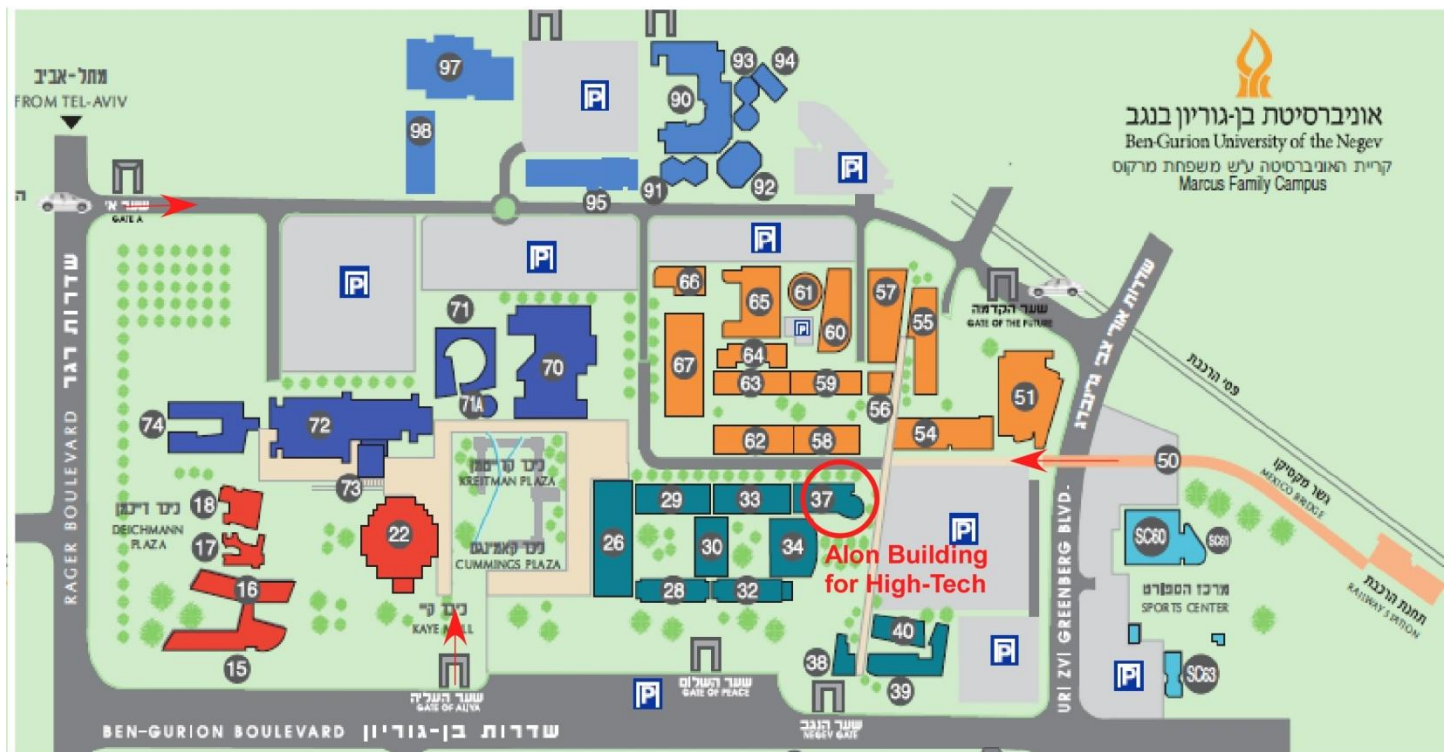 מתל-אביב
FROM TEL-AVIV
שער א'
GATE A
שדרות רגר
RAGER BOULEVARD
97
98
90
93
94
91
92
95
אוניברסיטת בן-גוריון בנגב
Ben-Gurion University of the Negev
קריית האוניברסיטה ע"ש משפחת מרקוס
Marcus Family Campus
P
P
P
P
P
P
71
70
71A
72
73
74
66
65
61
60
57
55
67
64
63
59
56
62
58
54
51
שער הקדמה
GATE OF THE FUTURE
שדרות אורי צבי גרינברג
URI ZVI GREENBERG BLVD.
פסי הרכבת
50
גשר מקסיקו
MEXICO BRIDGE
תחנת הרכבת
RAILWAY STATION
SC60
SC61
מרכז הספורט
SPORTS CENTER
SC63
P
כיכר קרייטמן
KREITMAN PLAZA
כיכר קאמינגס
CUMMINGS PLAZA
כיכר דייכמן
DEICHMANN
PLAZA
18
17
16
15
22
26
29
33
37
30
34
28
32
Alon Building
for High-Tech
P
40
38
39
P
שער העליה
GATE OF ALIYA
שער השלום
GATE OF PEACE
P
שער הנגב
NEGEV GATE
BEN-GURION BOULEVARD שדרות בן-גוריון